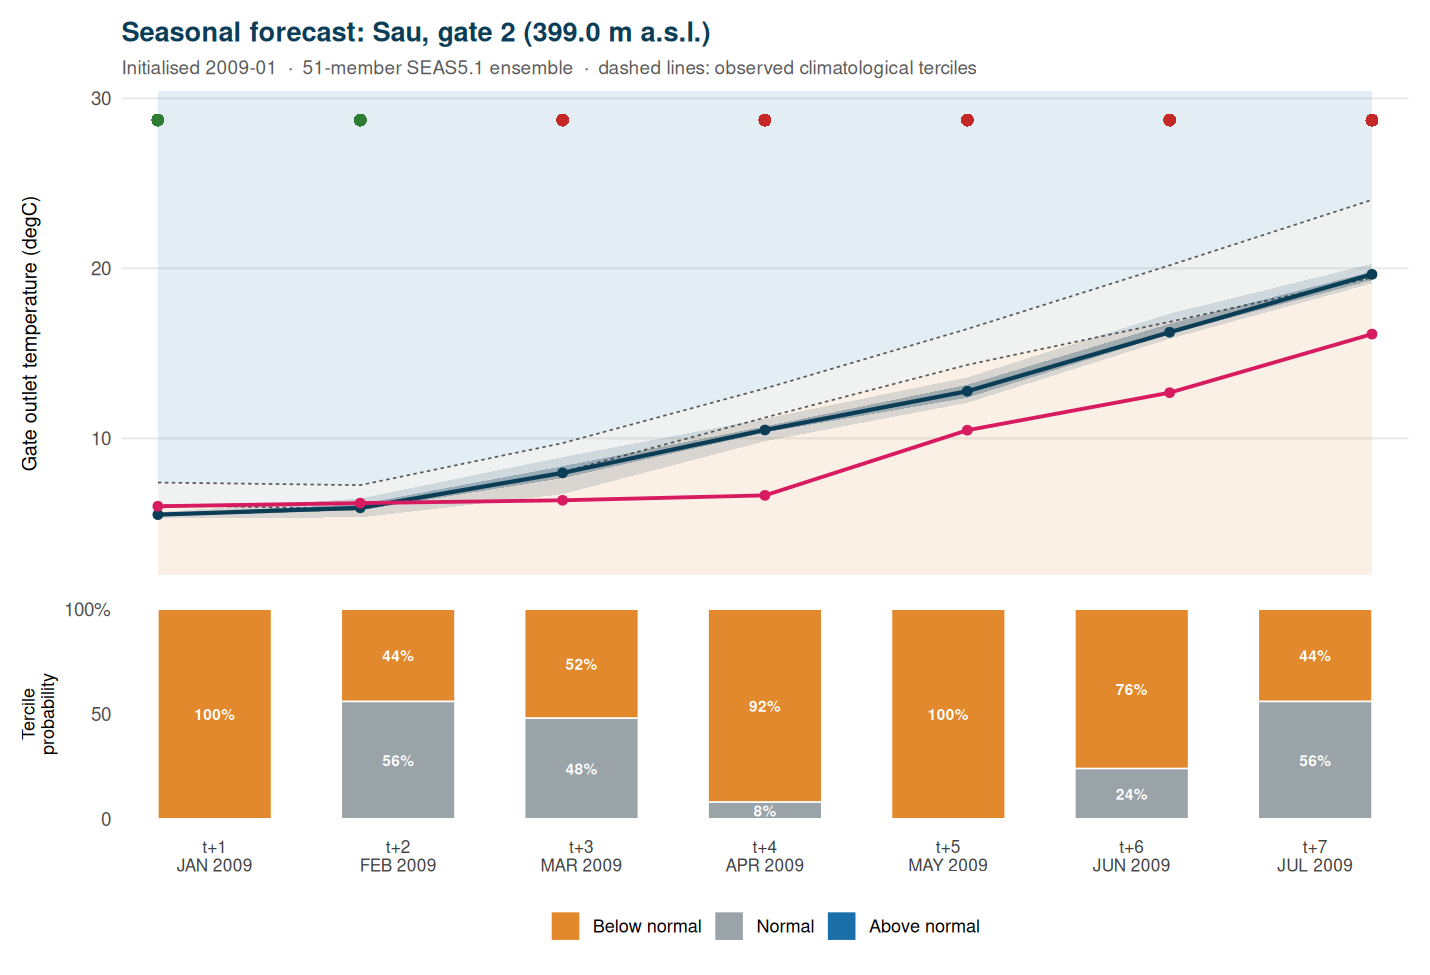 Seasonal forecast: Sau, gate 2 (399.0 m a.s.l.)
Initialised 2009-01 · 51-member SEAS5.1 ensemble · dashed lines: observed climatological terciles
Gate outlet temperature (degC)
30
20
10
Tercile
probability
100%
50
0
100%
44%
56%
52%
48%
92%
8%
100%
76%
24%
44%
56%
t+1
JAN 2009
t+2
FEB 2009
t+3
MAR 2009
t+4
APR 2009
t+5
MAY 2009
t+6
JUN 2009
t+7
JUL 2009
Below normal
Normal
Above normal